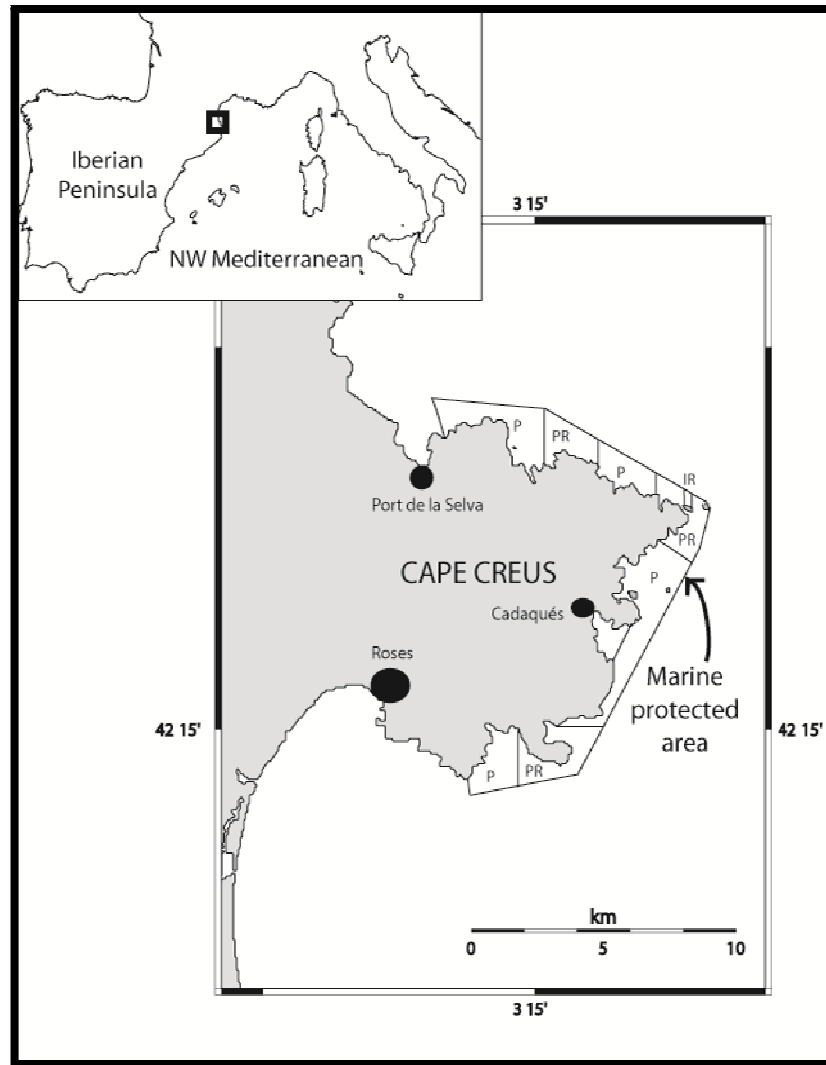 Iberian
Peninsula
NW Mediterranean
3 15'
P
PR
P
IR
Port de la Selva
PR
CAPE CREUS
P
Cadaqués
Roses
Marine
protected
area
42 15'
42 15'
P
PR
km
0
5
10
3 15'